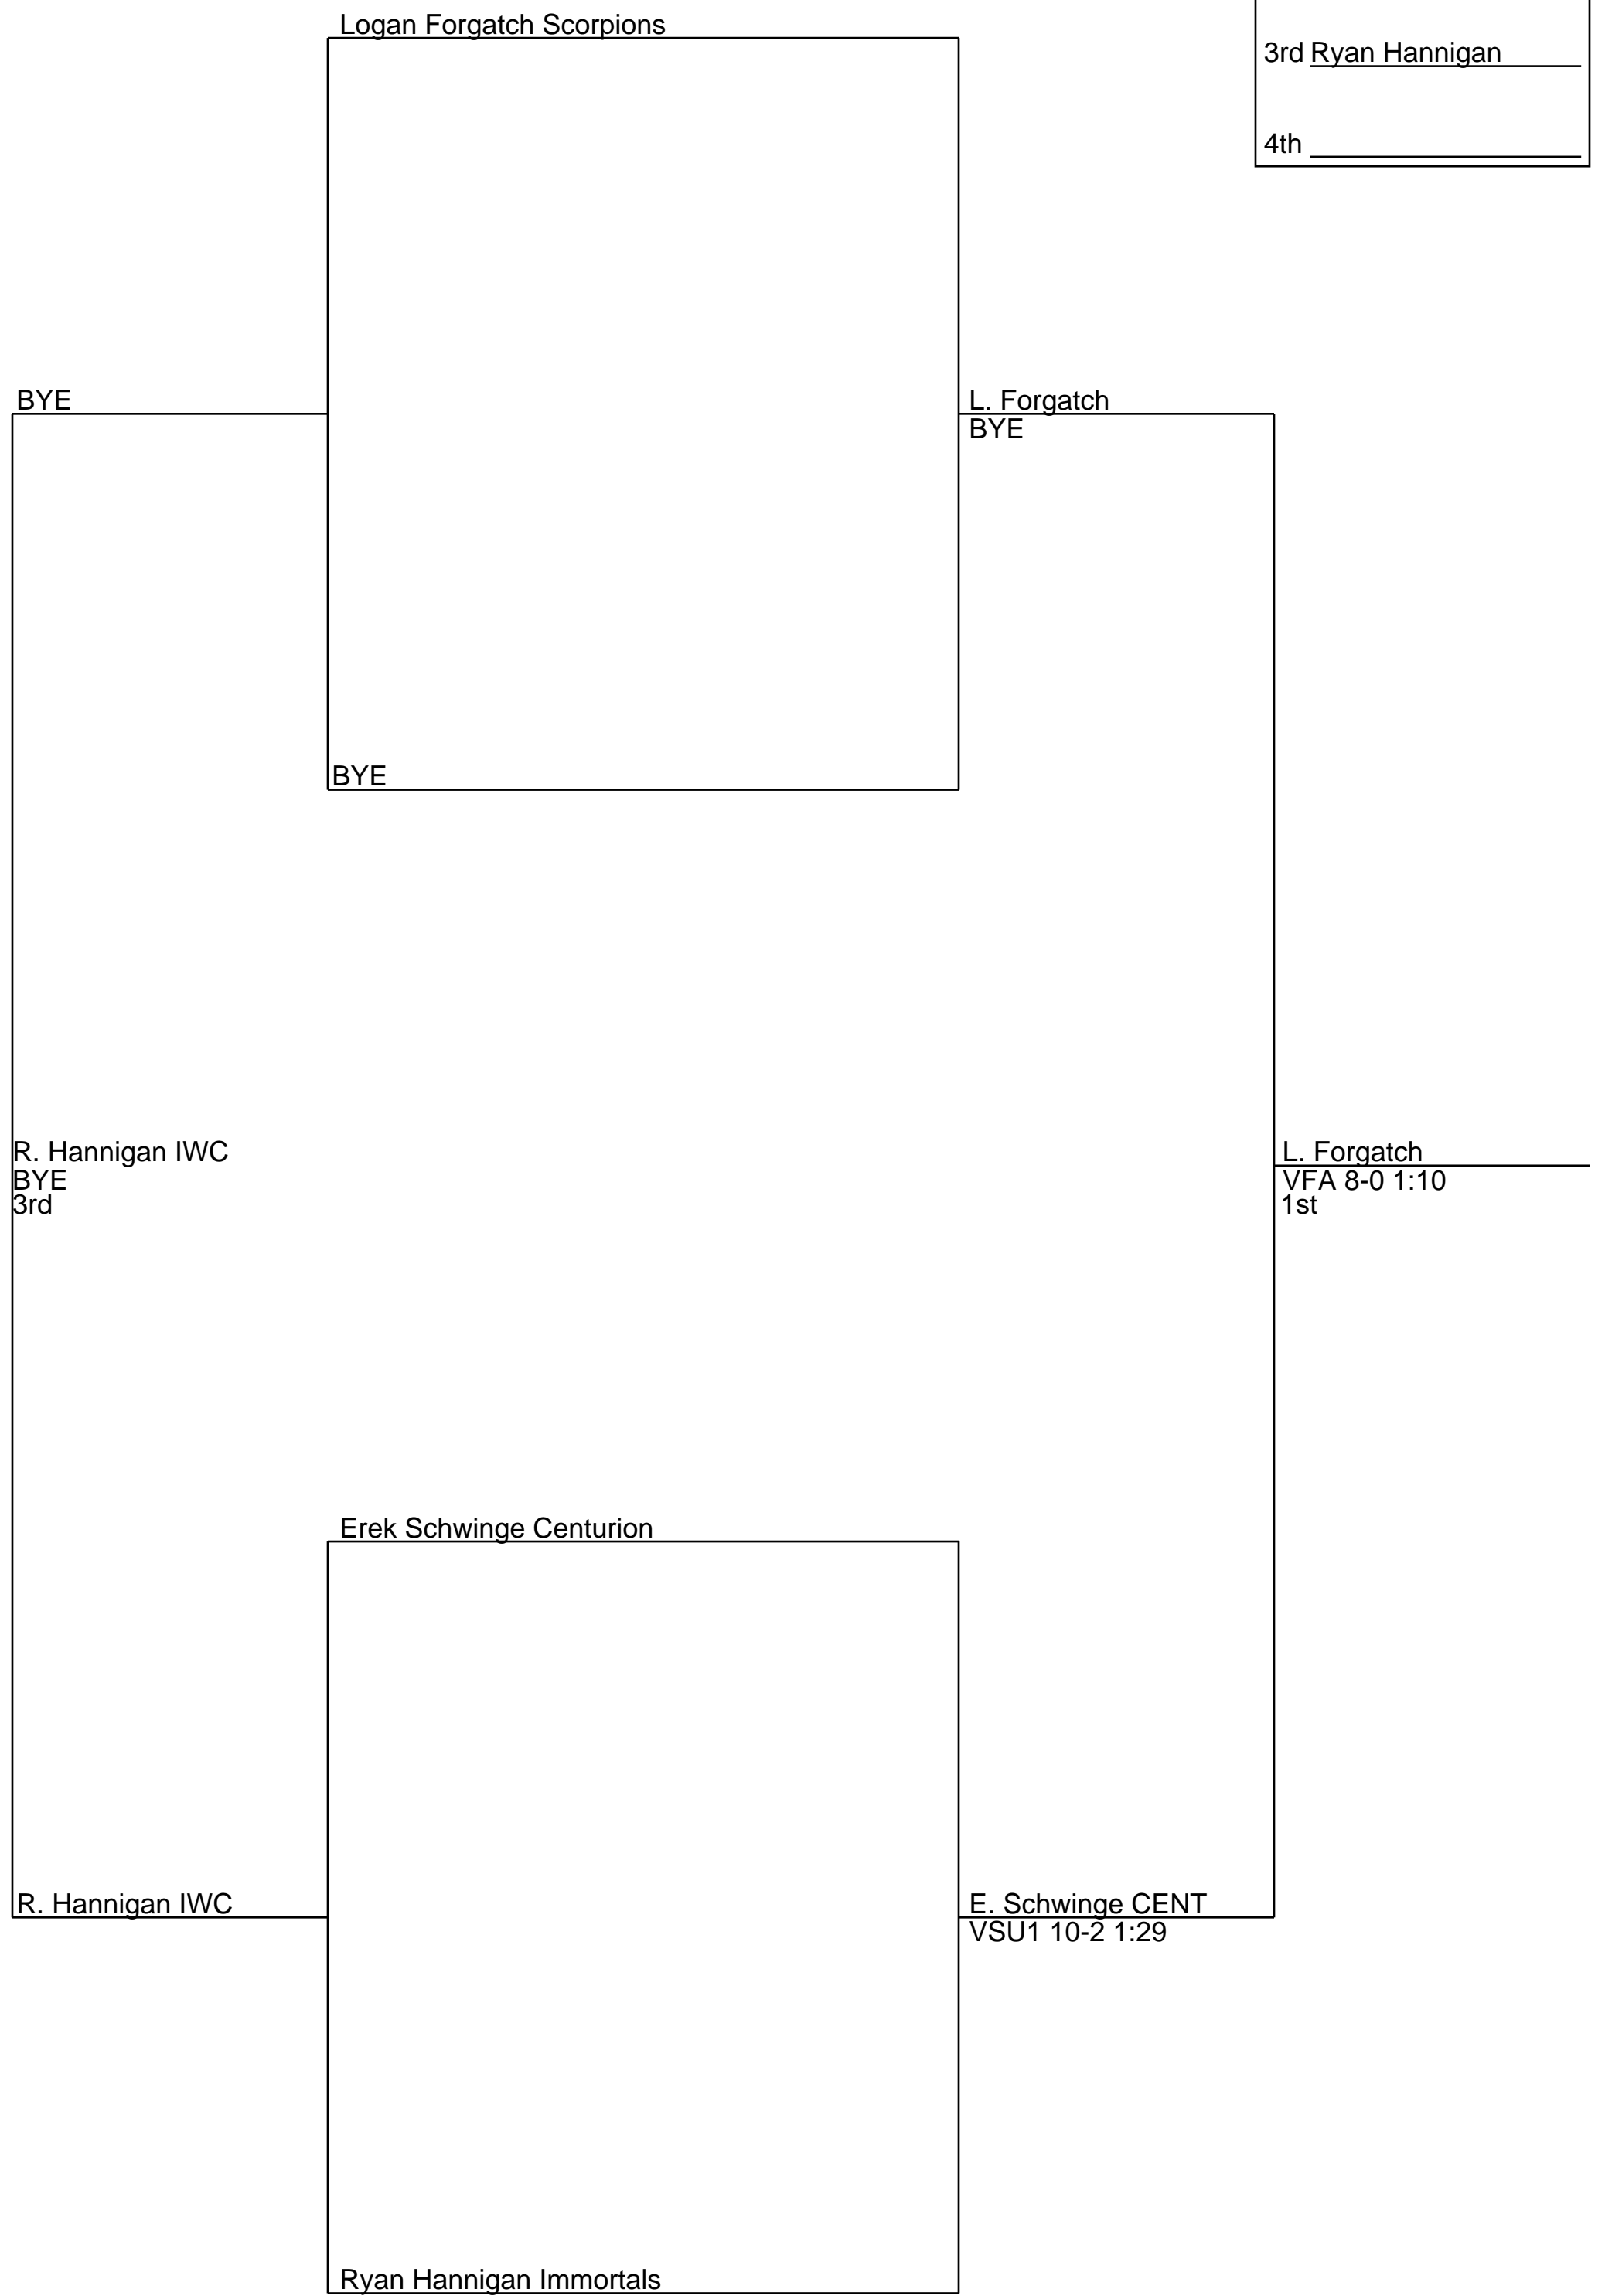 Logan Forgatch Scorpions
3rd Ryan Hannigan
4th
BYE
L. Forgatch
BYE
BYE
R. Hannigan IWC
BYE
3rd
L. Forgatch
VFA 8-0 1:10
1st
Erek Schwinge Centurion
R. Hannigan IWC
E. Schwinge CENT
VSU1 10-2 1:29
Ryan Hannigan Immortals